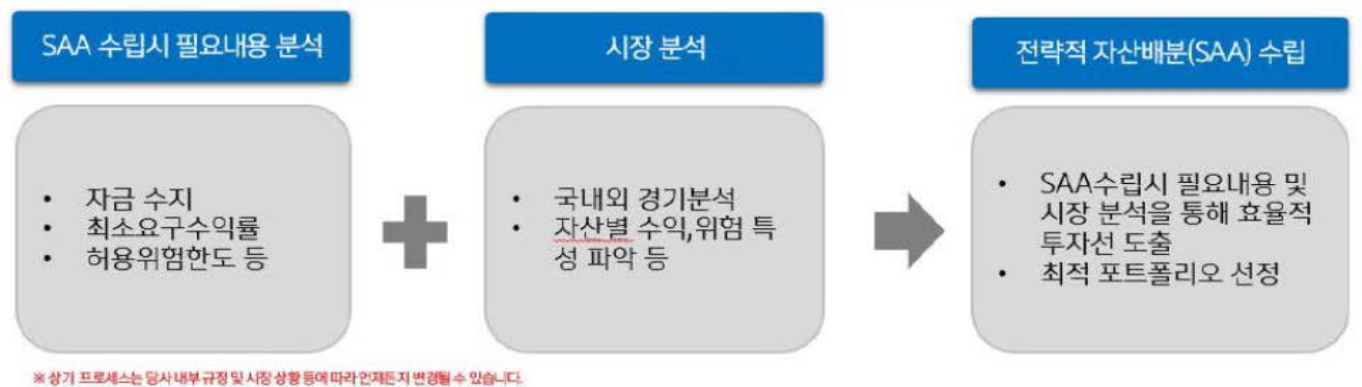 SAA 수립시 필요내용 분석
시장 분석
전략적 자산배분(SAA) 수립
• 자금 수지
• 최소요구수익률
• 허용위험한도 등
• 국내외 경기분석
• 자산별 수익,위험 특
성 파악 등
• SAA수립시 필요내용 및
시장 분석을 통해 효율적
투자선 도출
• 최적 포트폴리오 선정
※ 상기 프로세스는 당사 내부 규정 및 시장 상황 등에 따라 언제든지 변경될 수 있습니다.